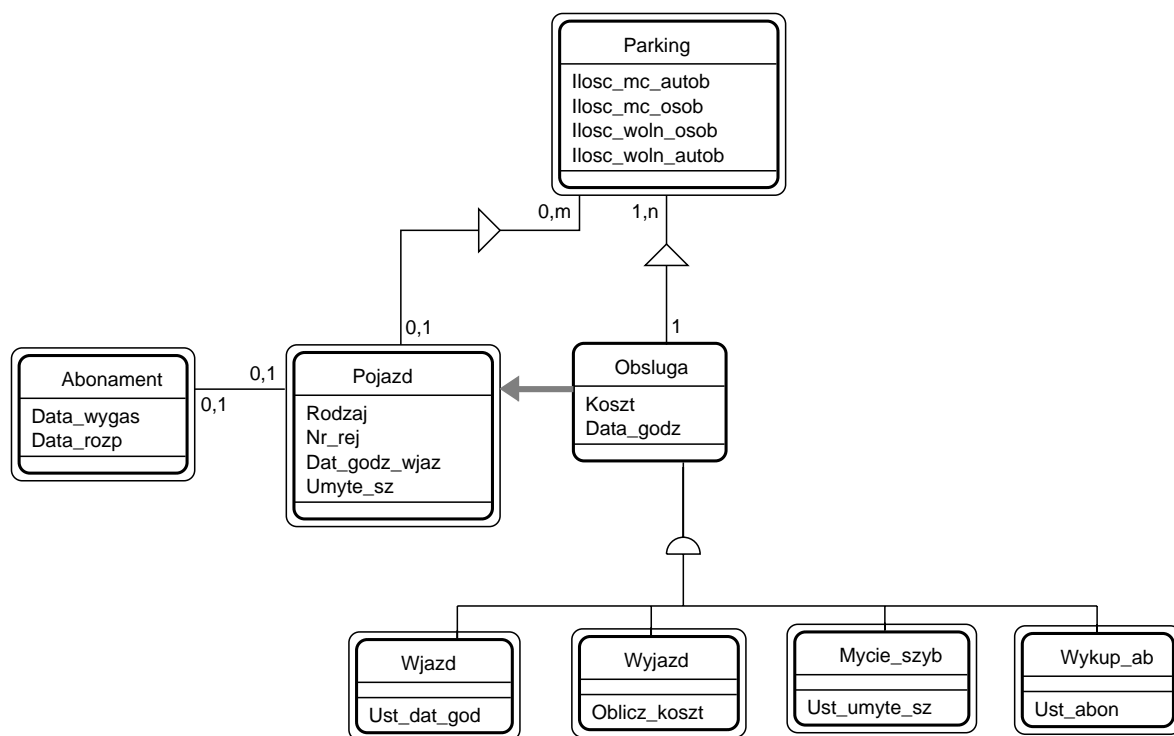 Parking
Ilosc_mc_autob
Ilosc_mc_osob
Ilosc_woln_osob
Ilosc_woln_autob
0,m
1,n
0,1
1
Abonament
Data_wygas
Data_rozp
0,1
0,1
Pojazd
Rodzaj
Nr_rej
Dat_godz_wjaz
Umyte_sz
Obsluga
Koszt
Data_godz
Wjazd
Ust_dat_god
Wyjazd
Oblicz_koszt
Mycie_szyb
Ust_umyte_sz
Wykup_ab
Ust_abon